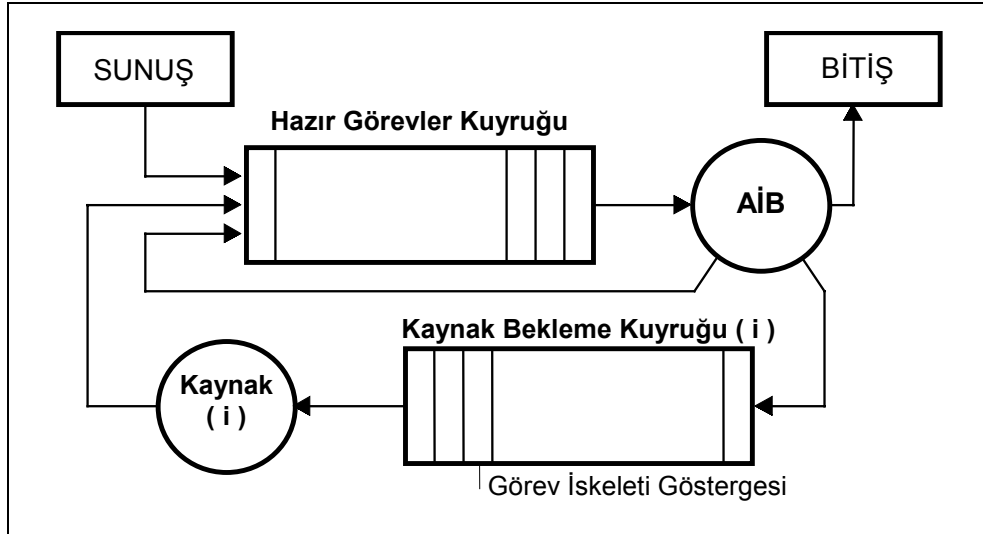 SUNUŞ
BİTİŞ
Hazır Görevler Kuyruğu
AİB
Kaynak Bekleme Kuyruğu ( i )
Kaynak
( i )
Görev İskeleti Göstergesi